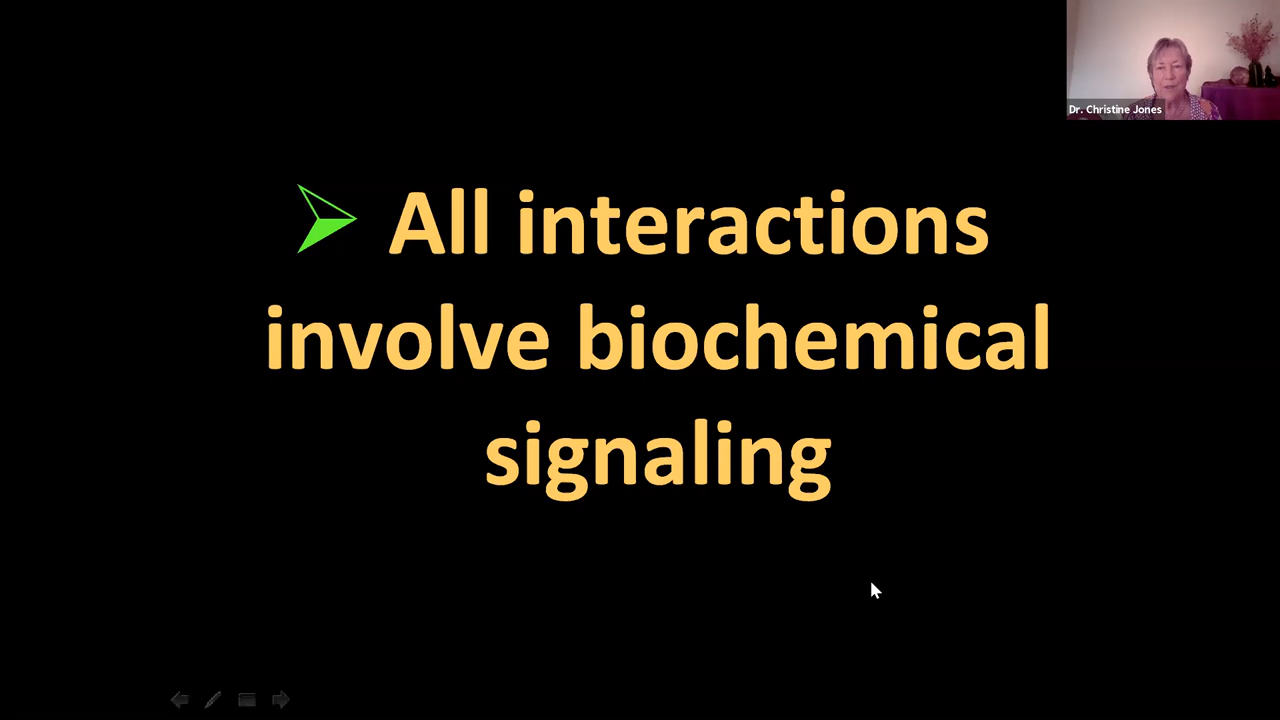 Dr. Christine Jones
All interactions
involve biochemical
signaling